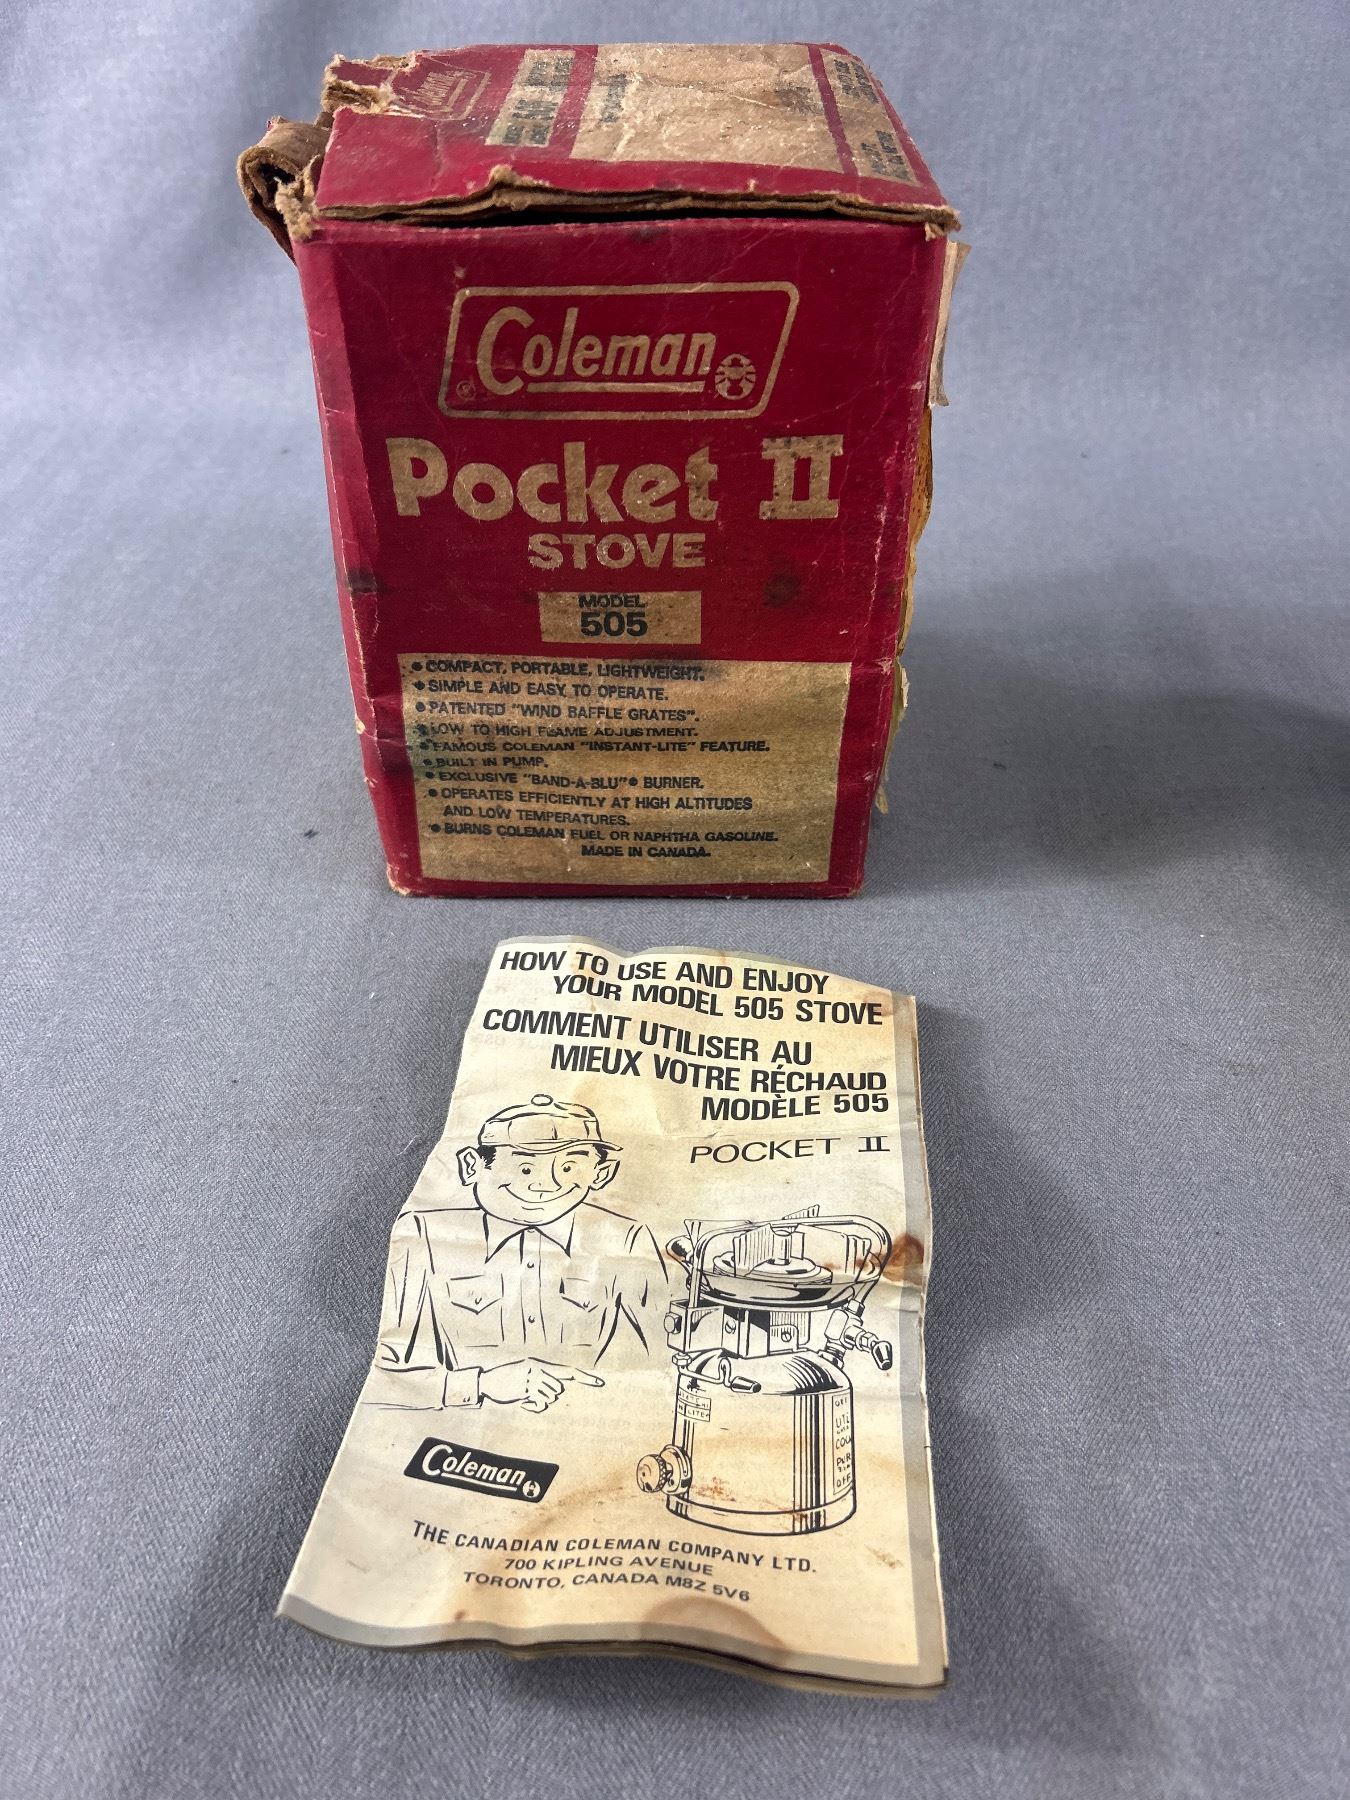 Coleman
505
Coleman
Pocket II
STOVE
MODEL
505
• COMPACT, PORTABLE, LIGHTWEIGHT.
• SIMPLE AND EASY TO OPERATE.
• PATENTED "WIND BAFFLE GRATES".
• LOW TO HIGH FLAME ADJUSTMENT.
• FAMOUS COLEMAN "INSTANT-LITE" FEATURE.
• BUILT IN PUMP.
• EXCLUSIVE "BAND-A-BLU"® BURNER.
• OPERATES EFFICIENTLY AT HIGH ALTITUDES
AND LOW TEMPERATURES.
• BURNS COLEMAN FUEL OR NAPHTHA GASOLINE.
MADE IN CANADA.
HOW TO USE AND ENJOY
YOUR MODEL 505 STOVE
COMMENT UTILISER AU
MIEUX VOTRE RÉCHAUD
MODÈLE 505
POCKET II
Coleman
THE CANADIAN COLEMAN COMPANY LTD.
700 KIPLING AVENUE
TORONTO, CANADA M8Z 5V6